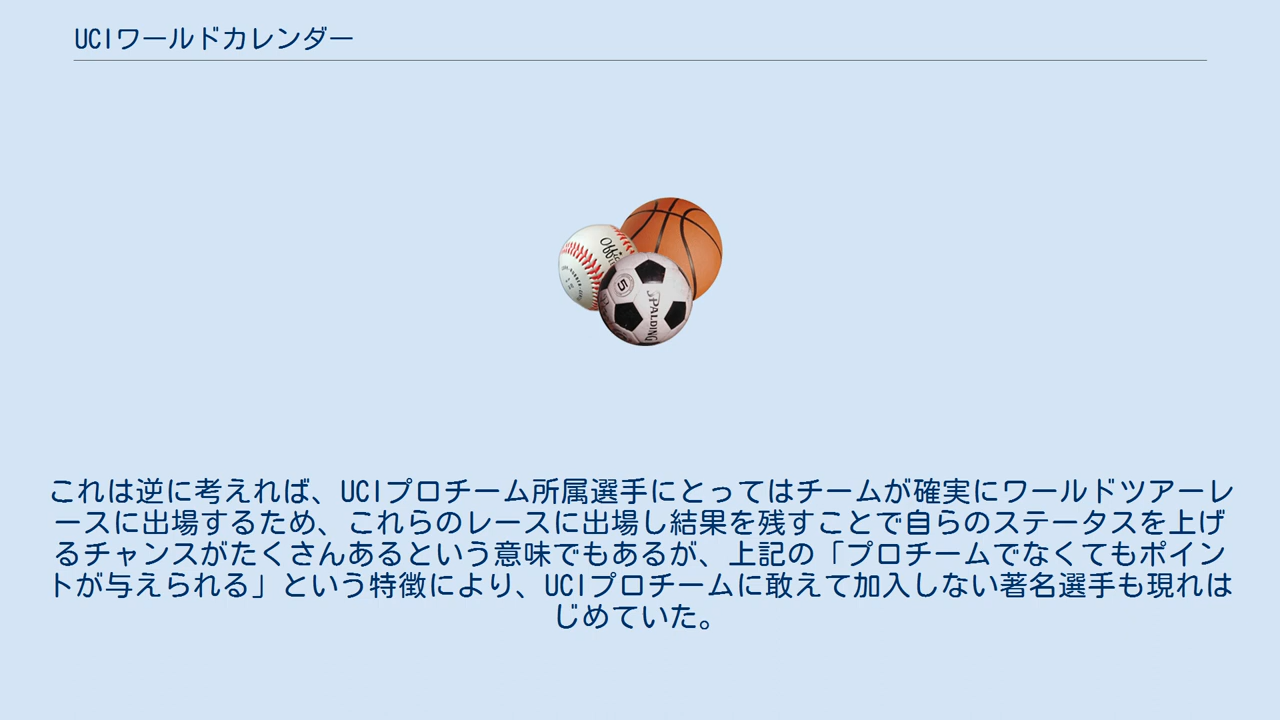 UCIワールドカレンダー
Offic
5
SPALDING
これは逆に考えれば、UCIプロチーム所属選手にとってはチームが確実にワールドツアーレ
ースに出場するため、これらのレースに出場し結果を残すことで自らのステータスを上げ
るチャンスがたくさんあるという意味でもあるが、上記の「プロチームでなくてもポイン
トが与えられる」という特徴により、UCIプロチームに敢えて加入しない著名選手も現れは
じめていた。